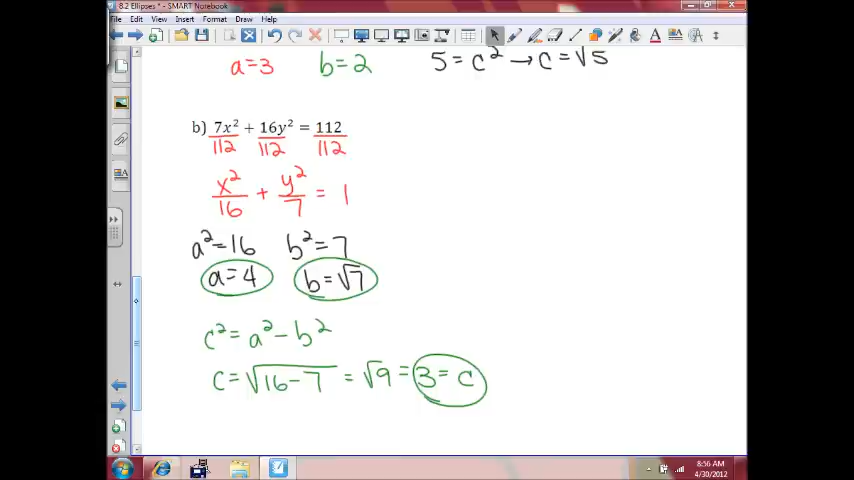 8.2 Ellipses * - SMART Notebook
File Edit View Insert Format Draw Help
a=3 b=2 5=c² → c=√5
b) 7x² + 16y² = 112
112 112 112
x²/16 + y²/7 = 1
a²=16 b²=7
a=4 b=√7
c²=a²-b²
c=√16-7 = √9 = 3=c
8:56 AM
4/30/2012